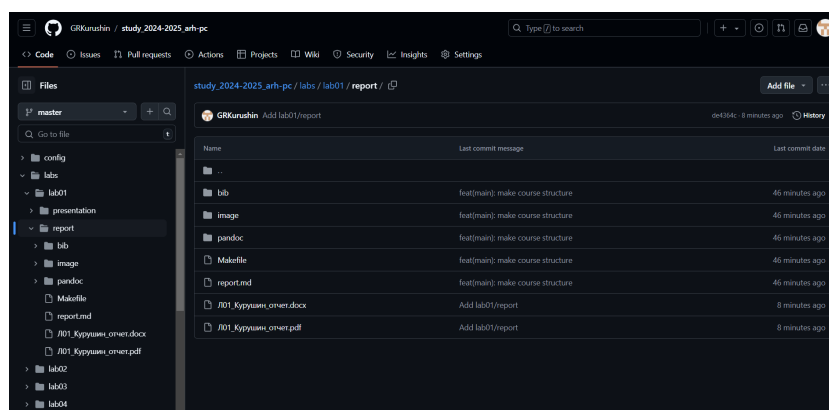 GRKurushin / study_2024-2025_arh-pc
Type / to search
Code Issues Pull requests Actions Projects Wiki Security Insights Settings
Files
master
Go to file t
config
labs
lab01
presentation
report
bib
image
pandoc
Makefile
report.md
Л01_Курушин_отчет.docx
Л01_Курушин_отчет.pdf
lab02
lab03
lab04
study_2024-2025_arh-pc / labs / lab01 / report /
Add file
GRKurushin Add lab01/report de4364c · 8 minutes ago History
Name Last commit message Last commit date
..
bib feat(main): make course structure 46 minutes ago
image feat(main): make course structure 46 minutes ago
pandoc feat(main): make course structure 46 minutes ago
Makefile feat(main): make course structure 46 minutes ago
report.md feat(main): make course structure 46 minutes ago
Л01_Курушин_отчет.docx Add lab01/report 8 minutes ago
Л01_Курушин_отчет.pdf Add lab01/report 8 minutes ago